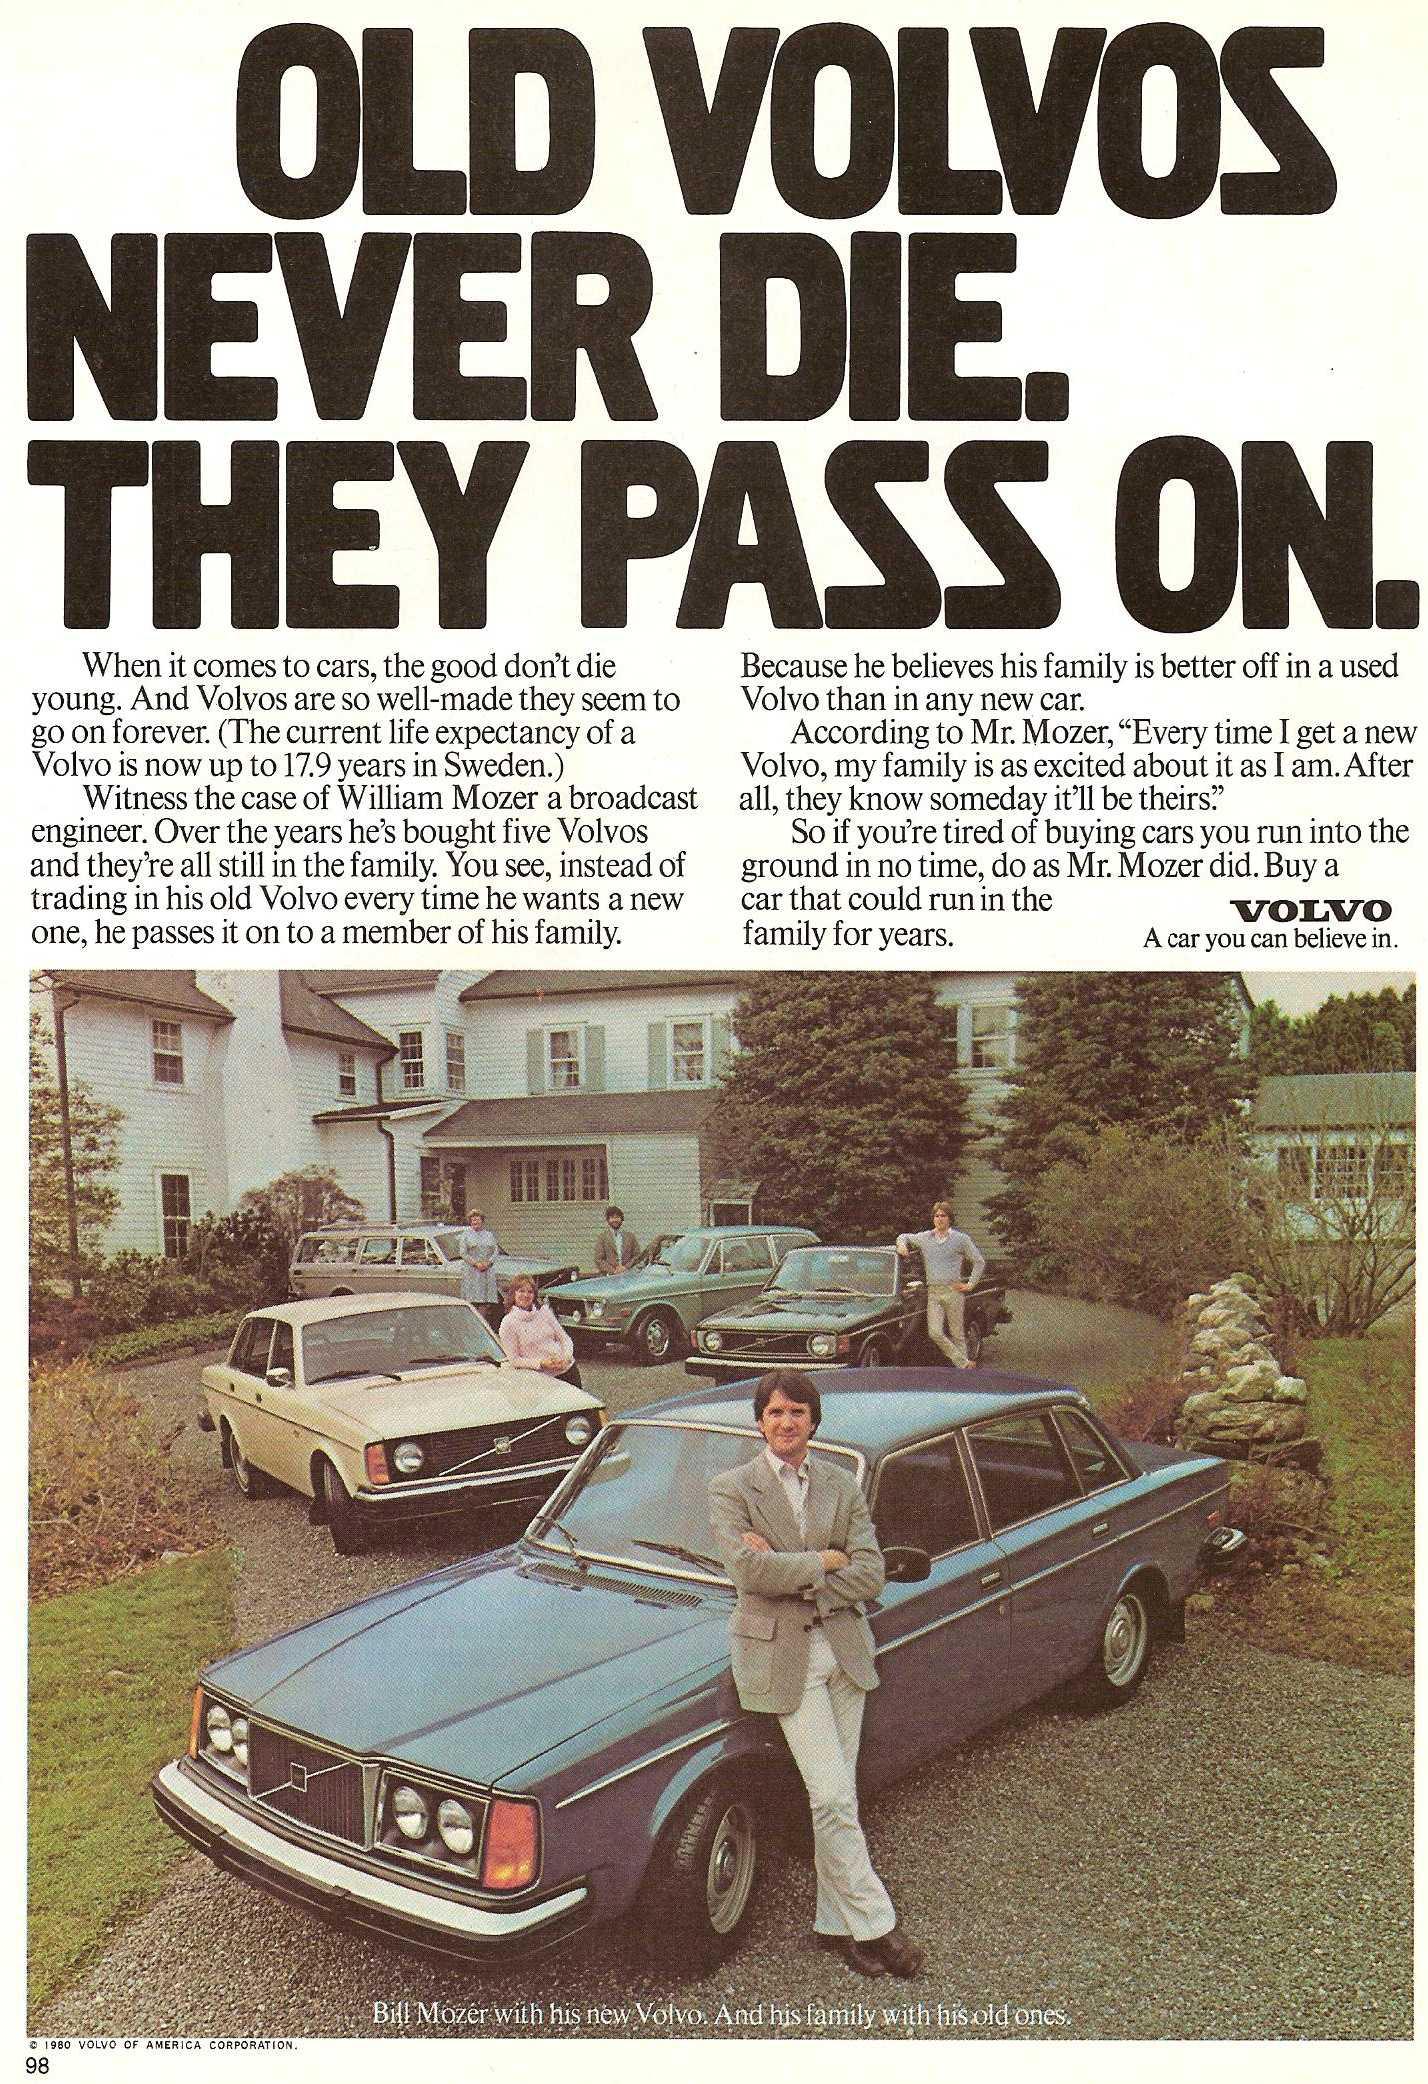 OLD VOLVOS
NEVER DIE.
THEY PASS ON.
When it comes to cars, the good don't die
young. And Volvos are so well-made they seem to
go on forever. (The current life expectancy of a
Volvo is now up to 17.9 years in Sweden.)
Witness the case of William Mozer a broadcast
engineer. Over the years he's bought five Volvos
and they're all still in the family. You see, instead of
trading in his old Volvo every time he wants a new
one, he passes it on to a member of his family.
Because he believes his family is better off in a used
Volvo than in any new car.
According to Mr. Mozer, “Every time I get a new
Volvo, my family is as excited about it as I am. After
all, they know someday it'll be theirs.”
So if you're tired of buying cars you run into the
ground in no time, do as Mr. Mozer did. Buy a
car that could run in the
family for years.
VOLVO
A car you can believe in.
Bill Mozer with his new Volvo. And his family with his old ones.
© 1980 VOLVO OF AMERICA CORPORATION.
98